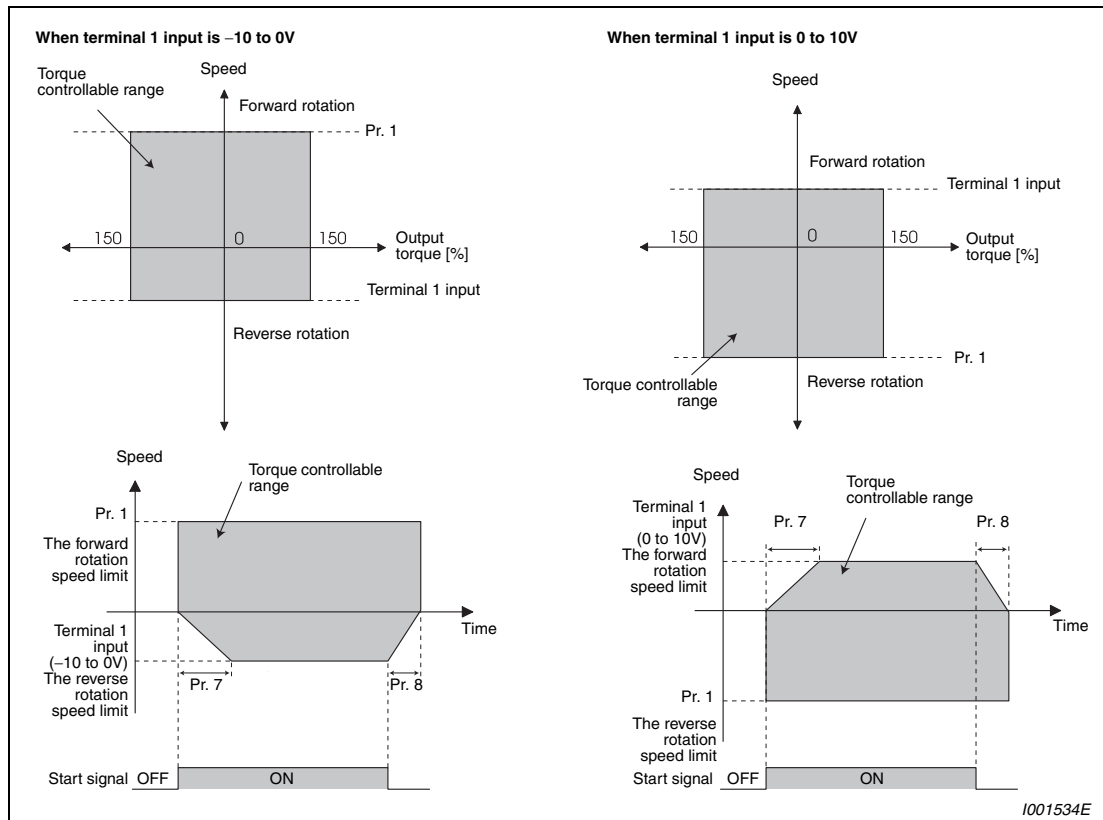 When terminal 1 input is –10 to 0V
Torque
controllable range
Speed
Forward rotation
Pr. 1
150
0
150
Output
torque [%]
Terminal 1 input
Reverse rotation
When terminal 1 input is 0 to 10V
Speed
Forward rotation
Terminal 1 input
150
0
150
Output
torque [%]
Pr. 1
Torque controllable
range
Reverse rotation
Speed
Torque controllable
range
Pr. 1
The forward
rotation
speed limit
Time
Terminal 1
input
(–10 to 0V)
The reverse
rotation
speed limit
Pr. 7
Pr. 8
Start signal
OFF
ON
Speed
Torque
controllable range
Terminal 1
input
(0 to 10V)
The forward
rotation
speed limit
Pr. 7
Pr. 8
Time
Pr. 1
The reverse
rotation
speed limit
Start signal
OFF
ON
I001534E